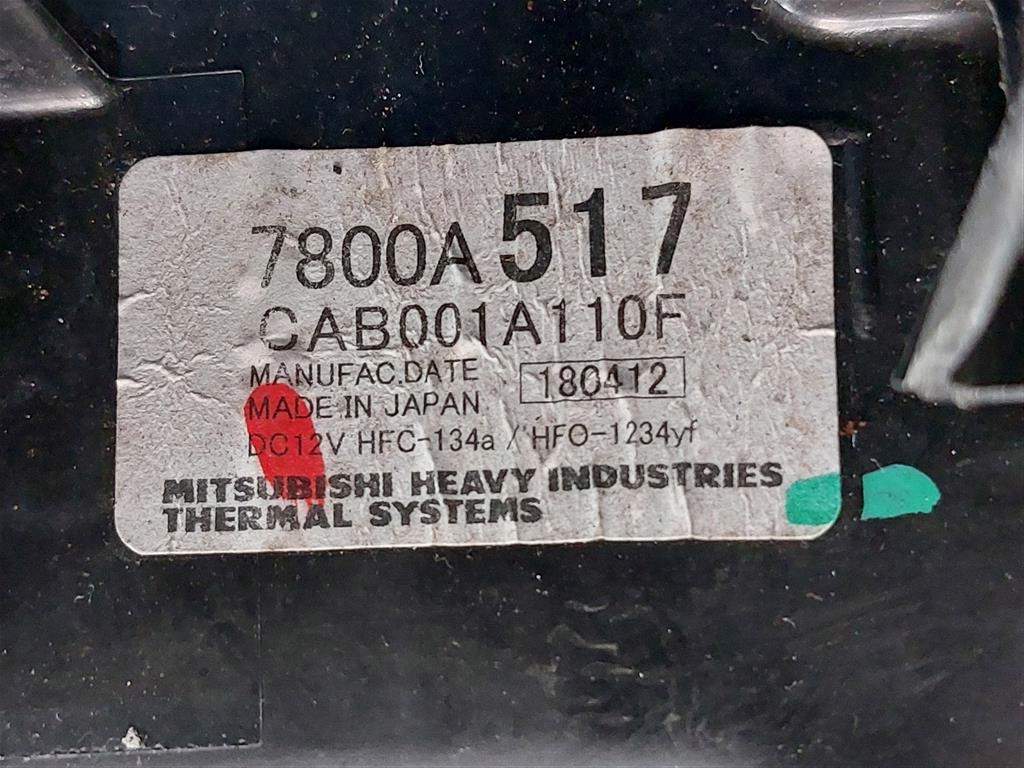 7800A517
CAB001A110F
MANUFAC.DATE 180412
MADE IN JAPAN
DC12V HFC-134a / HFO-1234yf
MITSUBISHI HEAVY INDUSTRIES
THERMAL SYSTEMS